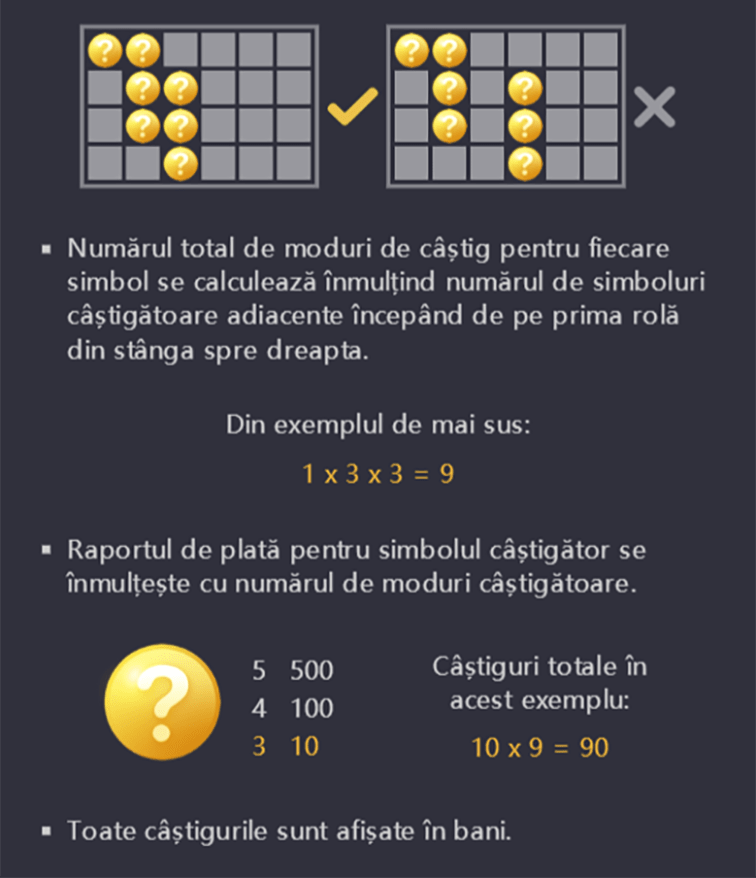 Numărul total de moduri de câștig pentru fiecare
simbol se calculează înmulțind numărul de simboluri
câștigătoare adiacente începând de pe prima rolă
din stânga spre dreapta.
Din exemplul de mai sus:
1 x 3 x 3 = 9
Raportul de plată pentru simbolul câștigător se
înmulțește cu numărul de moduri câștigătoare.
5 500
4 100
3 10
Câștiguri totale în
acest exemplu:
10 x 9 = 90
Toate câștigurile sunt afișate în bani.